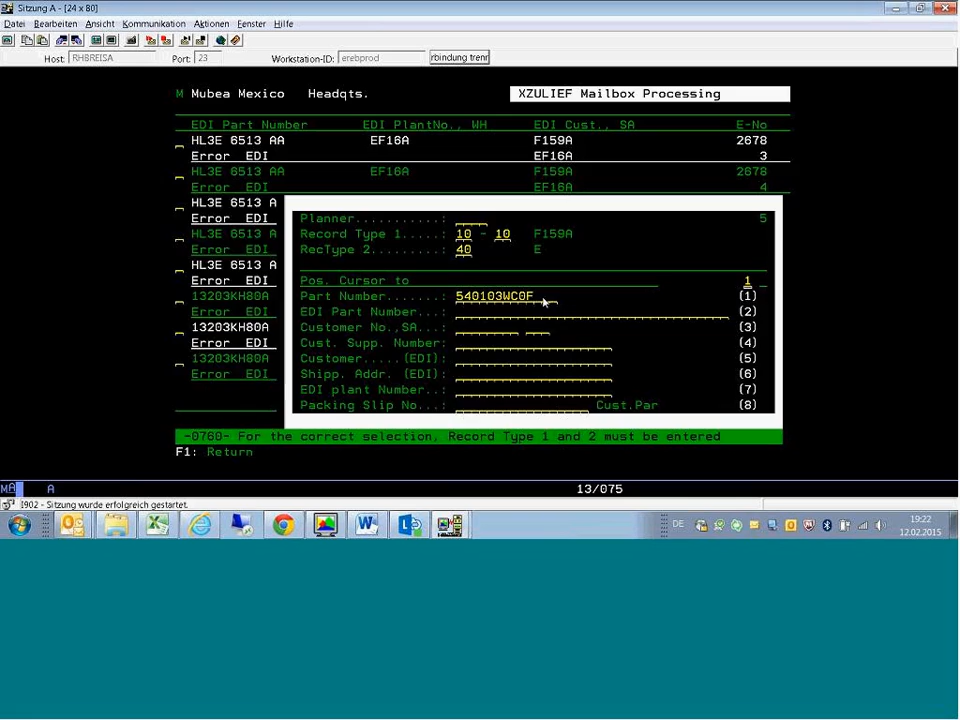 Sitzung A - [24 x 80]
Datei Bearbeiten Ansicht Kommunikation Aktionen Fenster Hilfe
Host: RHBREISA Port: 23 Workstation-ID: erebprod rbindung trenr
M Mubea Mexico Headqts. XZULIEF Mailbox Processing
EDI Part Number EDI PlantNo., WH EDI Cust., SA E-No
HL3E 6513 AA EF16A F159A 2678
Error EDI EF16A 3
HL3E 6513 AA EF16A F159A 2678
Error EDI EF16A 4
HL3E 6513 A
Error EDI Planner...........: 5
HL3E 6513 A Record Type 1.....: 10 - 10 F159A
Error EDI RecType 2.........: 40 E
HL3E 6513 A
Error EDI Pos. Cursor to 1
13203KH80A Part Number.......: 540103WC0F (1)
Error EDI EDI Part Number...: (2)
13203KH80A Customer No.,SA...: (3)
Error EDI Cust. Supp. Number: (4)
13203KH80A Customer.....(EDI): (5)
Error EDI Shipp. Addr. (EDI): (6)
EDI plant Number..: (7)
Packing Slip No...: Cust.Par (8)
-0760- For the correct selection, Record Type 1 and 2 must be entered
F1: Return
MA A 13/075
I902 - Sitzung wurde erfolgreich gestartet.
DE 19:22
12.02.2015